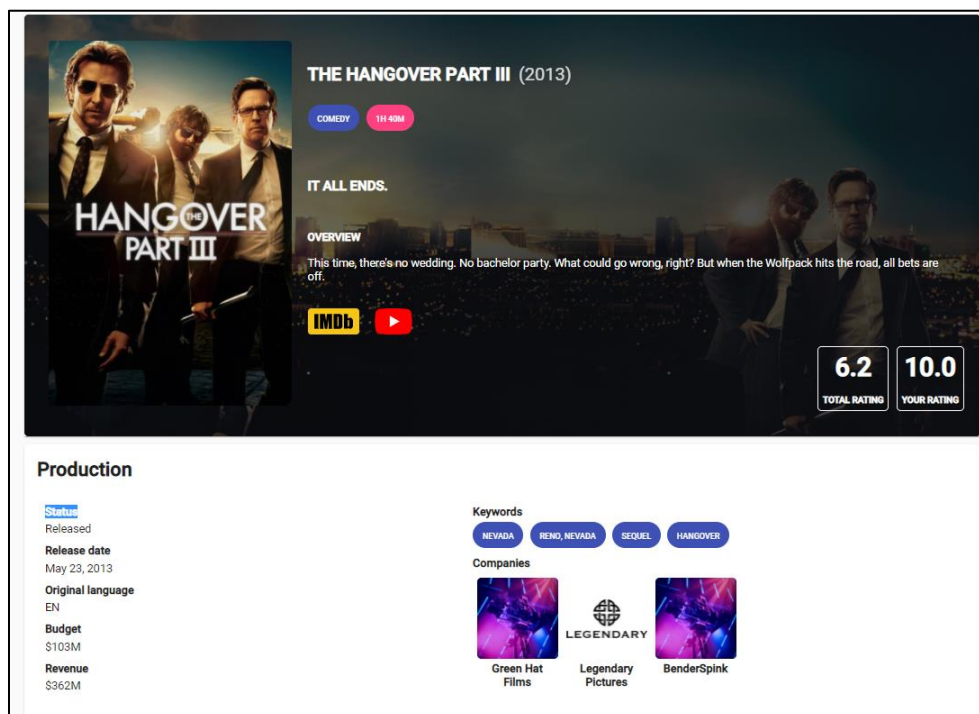 HANGOVER
THE
PART III
THE HANGOVER PART III (2013)
COMEDY 1H 40M
IT ALL ENDS.
OVERVIEW
This time, there's no wedding. No bachelor party. What could go wrong, right? But when the Wolfpack hits the road, all bets are
off.
IMDb
6.2 10.0
TOTAL RATING YOUR RATING
Production
Status
Released
Release date
May 23, 2013
Original language
EN
Budget
$103M
Revenue
$362M
Keywords
NEVADA RENO, NEVADA SEQUEL HANGOVER
Companies
LEGENDARY
Green Hat Legendary BenderSpink
Films Pictures